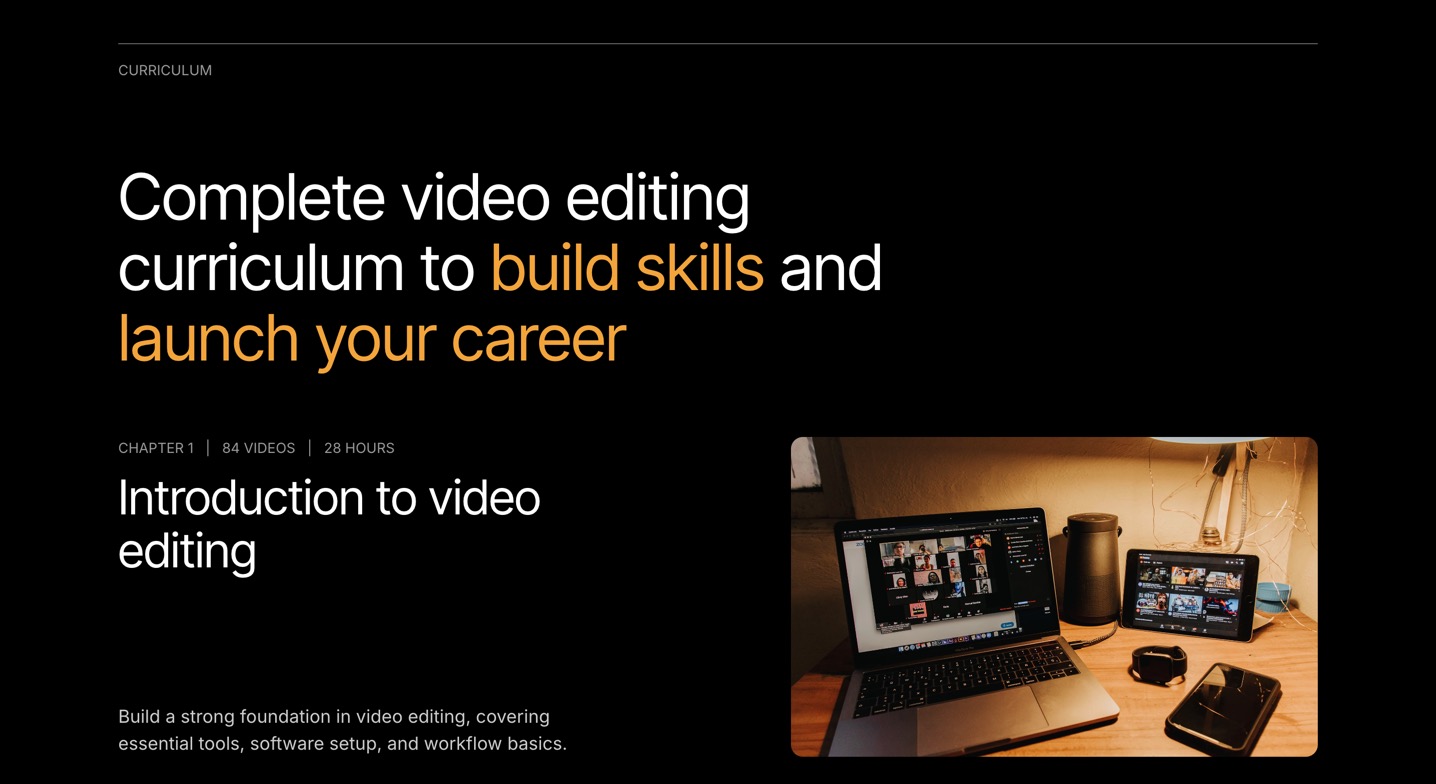 CURRICULUM
Complete video editing
curriculum to build skills and
launch your career
CHAPTER 1 | 84 VIDEOS | 28 HOURS
Introduction to video
editing
Build a strong foundation in video editing, covering
essential tools, software setup, and workflow basics.